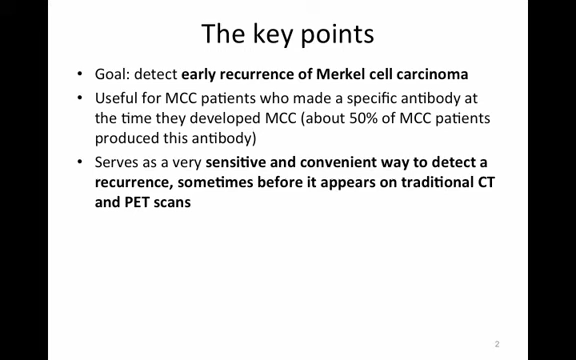 The key points
• Goal: detect early recurrence of Merkel cell carcinoma
• Useful for MCC patients who made a specific antibody at
the time they developed MCC (about 50% of MCC patients
produced this antibody)
• Serves as a very sensitive and convenient way to detect a
recurrence, sometimes before it appears on traditional CT
and PET scans
2